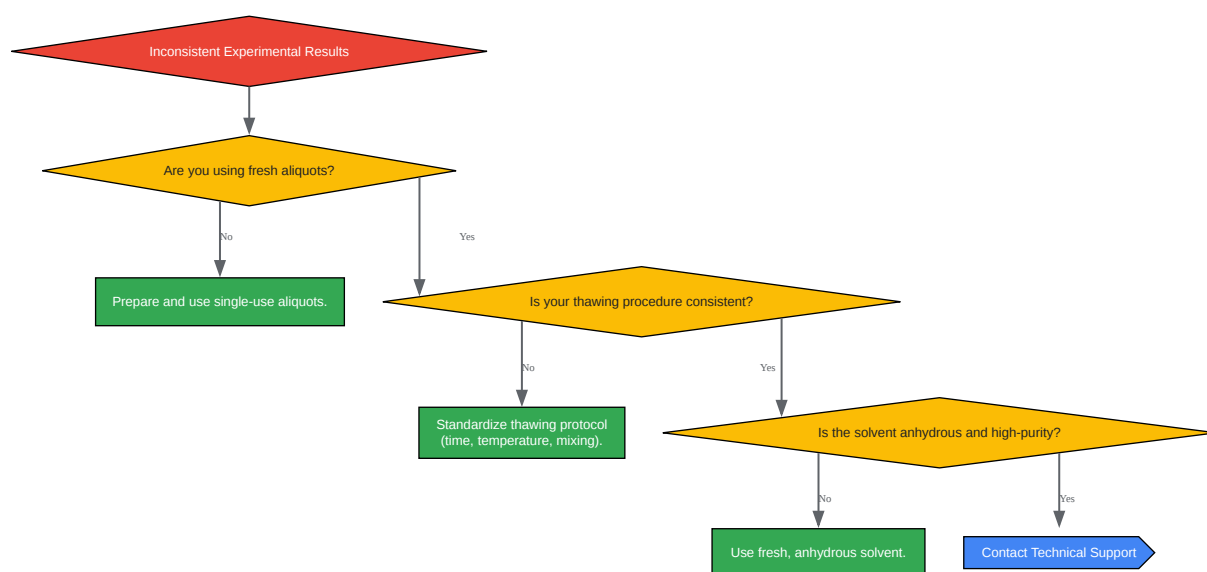 Inconsistent Experimental Results
Are you using fresh aliquots?
No
Yes
Prepare and use single-use aliquots.
Is your thawing procedure consistent?
No
Yes
Standardize thawing protocol
(time, temperature, mixing).
Is the solvent anhydrous and high-purity?
No
Yes
Use fresh, anhydrous solvent.
Contact Technical Support